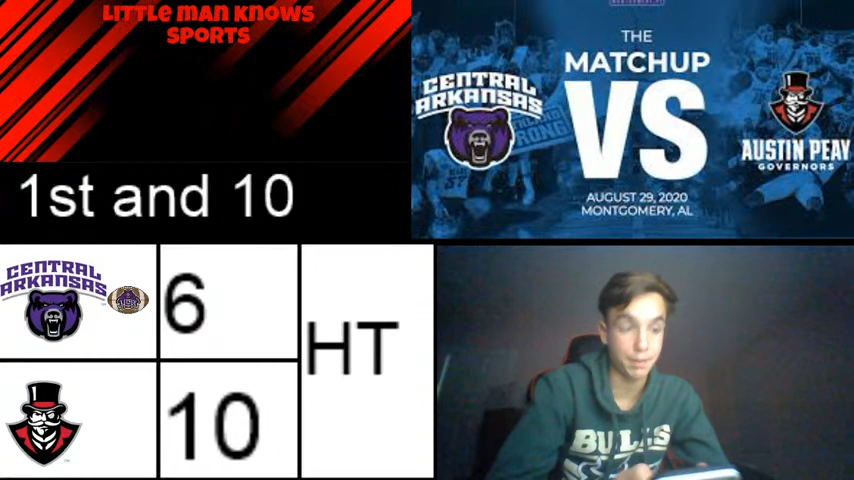 LITTLE MAN KNOWS
SPORTS
THE
MATCHUP
VS
CENTRAL
ARKANSAS
AUSTIN PEAY
GOVERNORS
AUGUST 29, 2020
MONTGOMERY, AL
1st and 10
CENTRAL
ARKANSAS
6
HT
10
BULLS